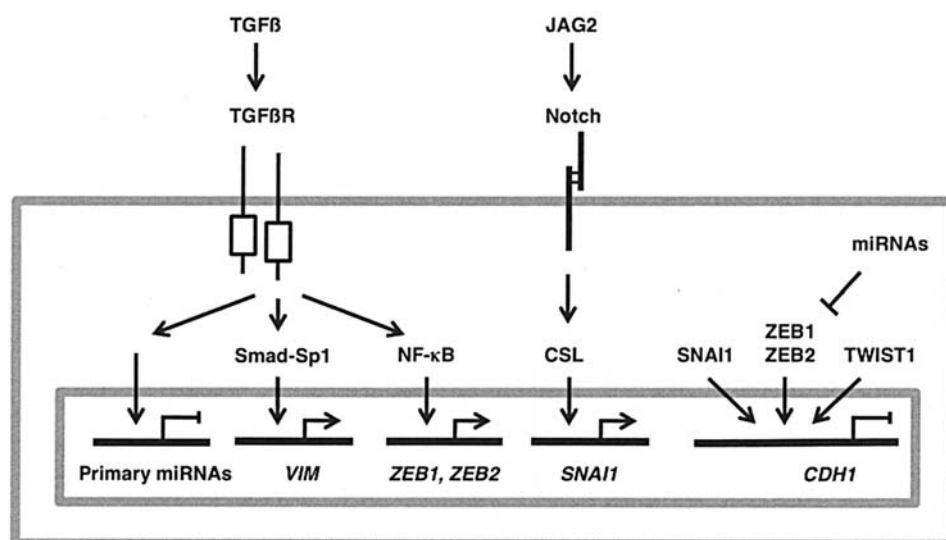 TGFß
JAG2
TGFßR
Notch
miRNAs
ZEB1
Smad-Sp1
NF-κB
CSL
SNAI1
ZEB2
TWIST1
Primary miRNAs
VIM
ZEB1, ZEB2
SNAI1
CDH1